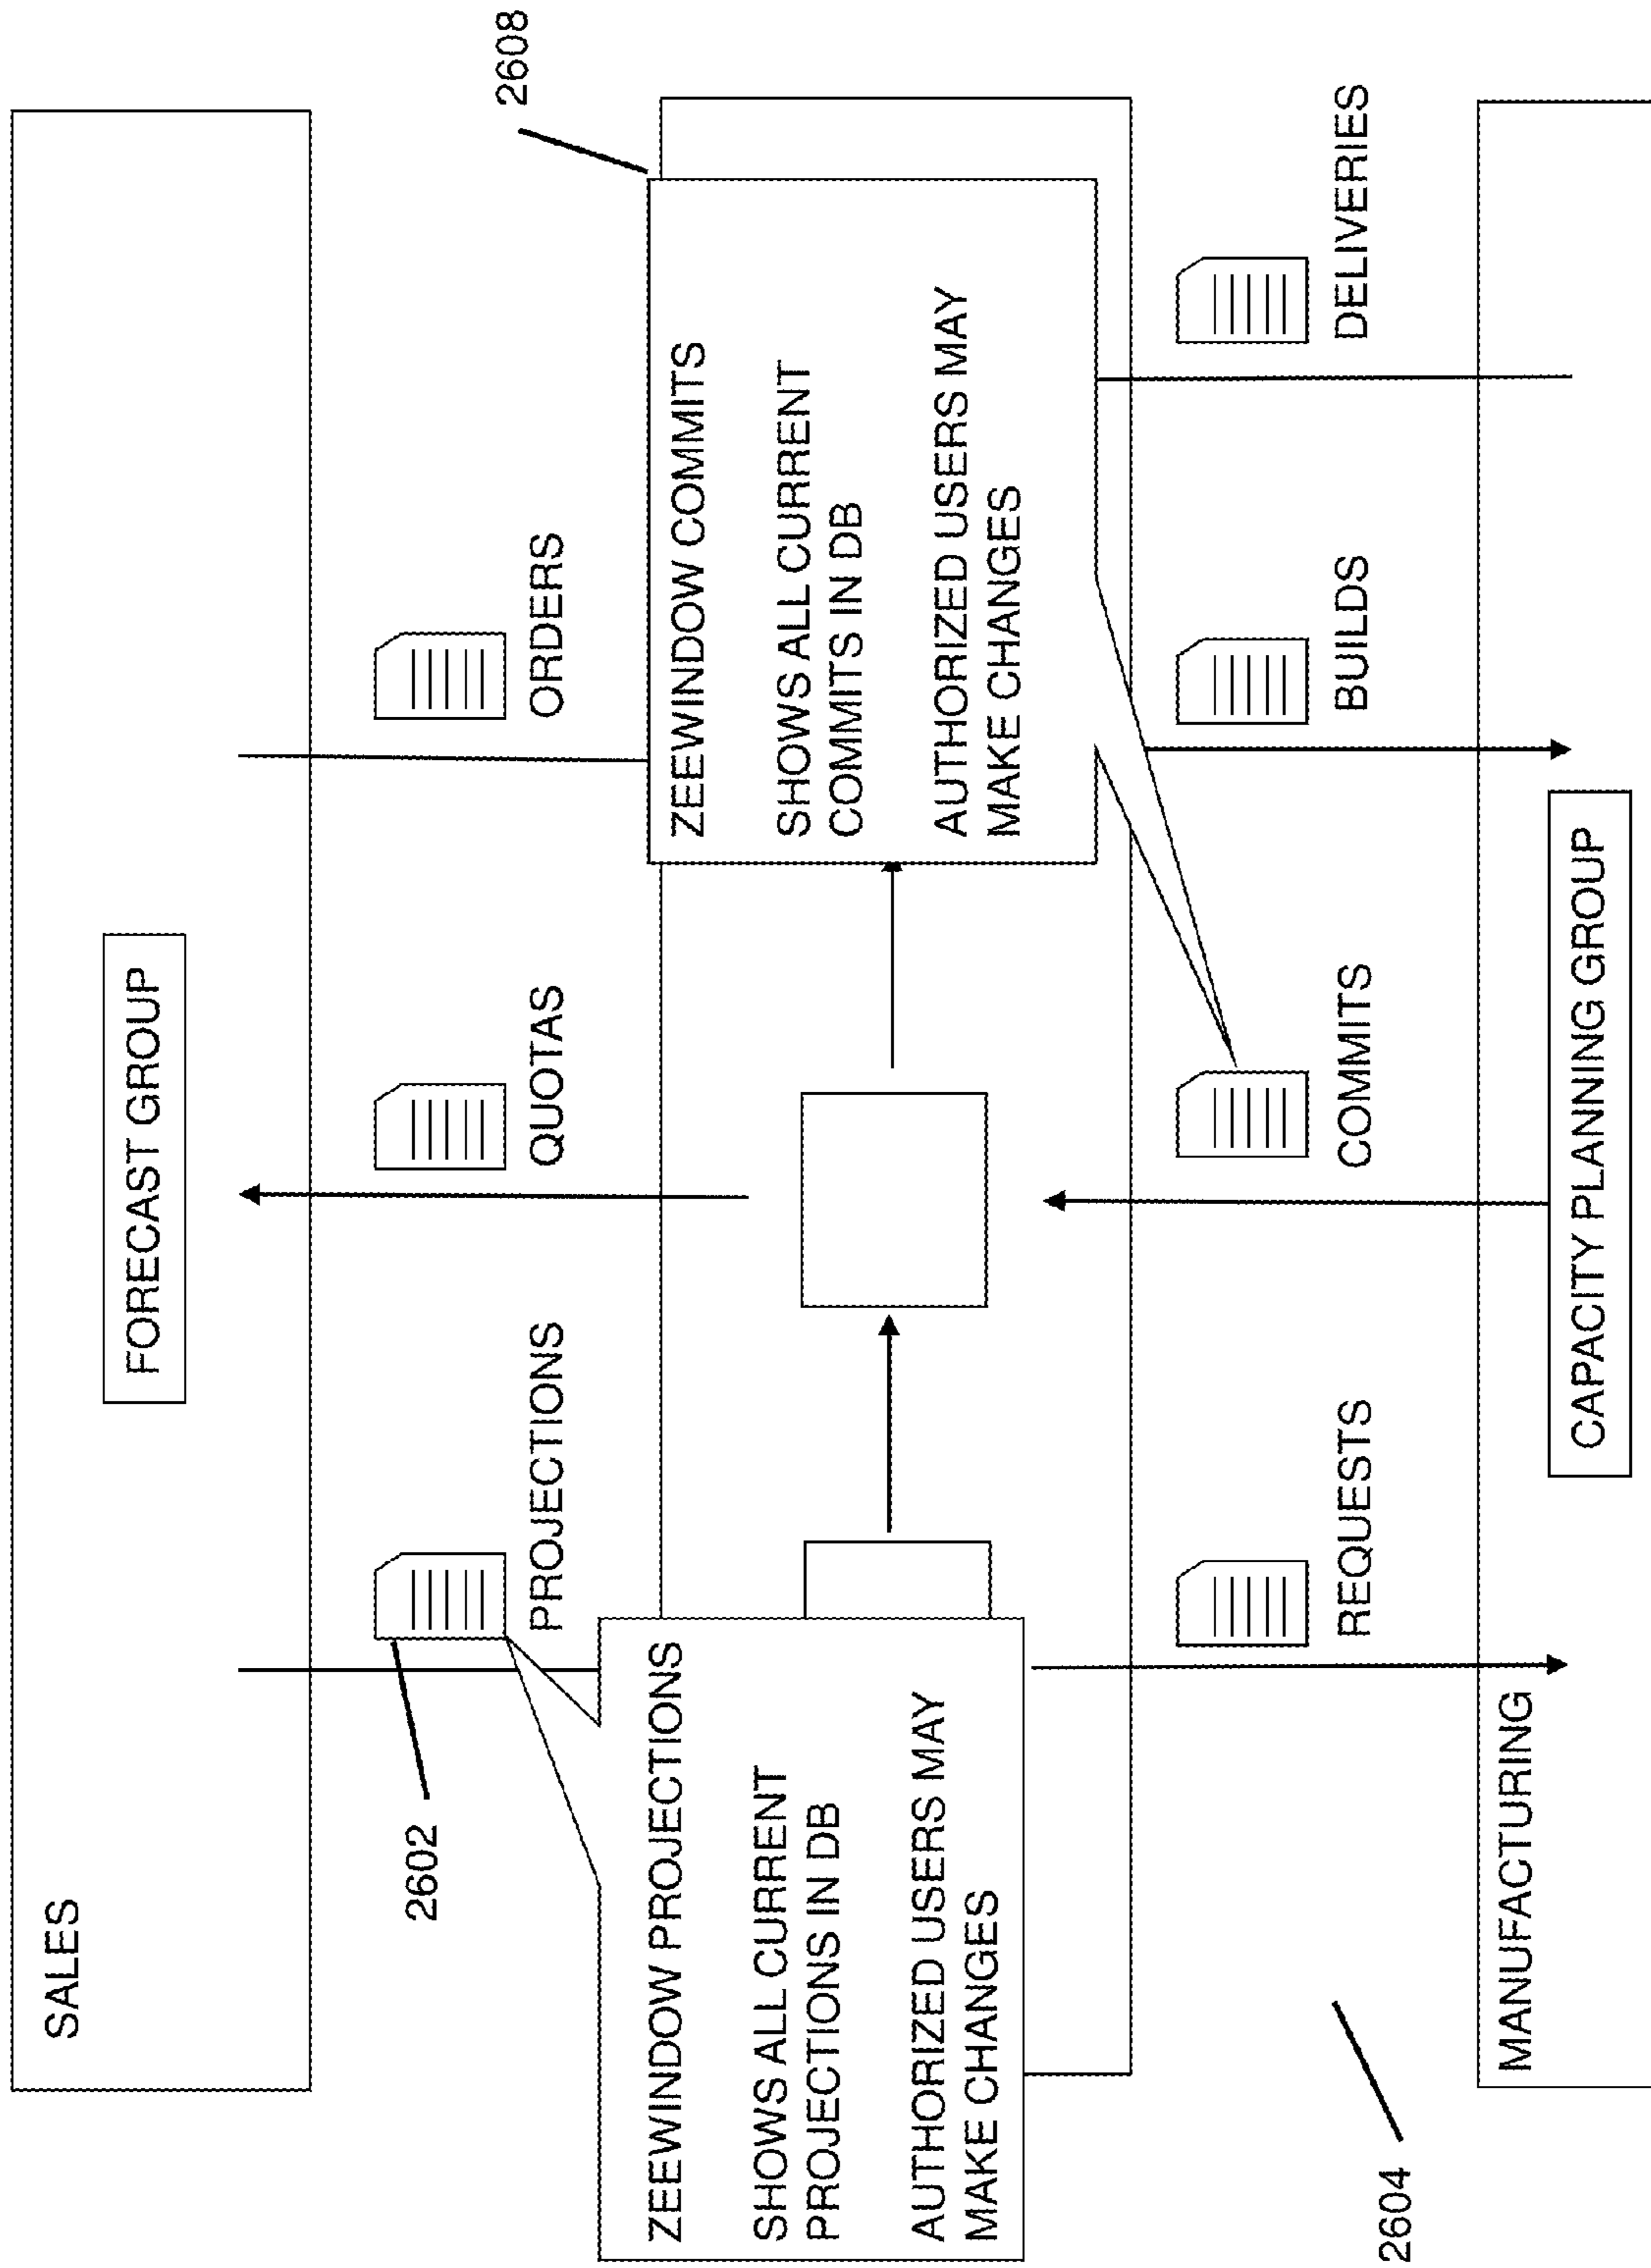 SALES
FORECAST GROUP
2602
PROJECTIONS
QUOTAS
ORDERS
2608
ZEEWINDOW PROJECTIONS
SHOWS ALL CURRENT
PROJECTIONS IN DB
AUTHORIZED USERS MAY
MAKE CHANGES
ZEEWINDOW COMMITS
SHOWS ALL CURRENT
COMMITS IN DB
AUTHORIZED USERS MAY
MAKE CHANGES
2604
REQUESTS
COMMITS
BUILDS
DELIVERIES
MANUFACTURING
CAPACITY PLANNING GROUP